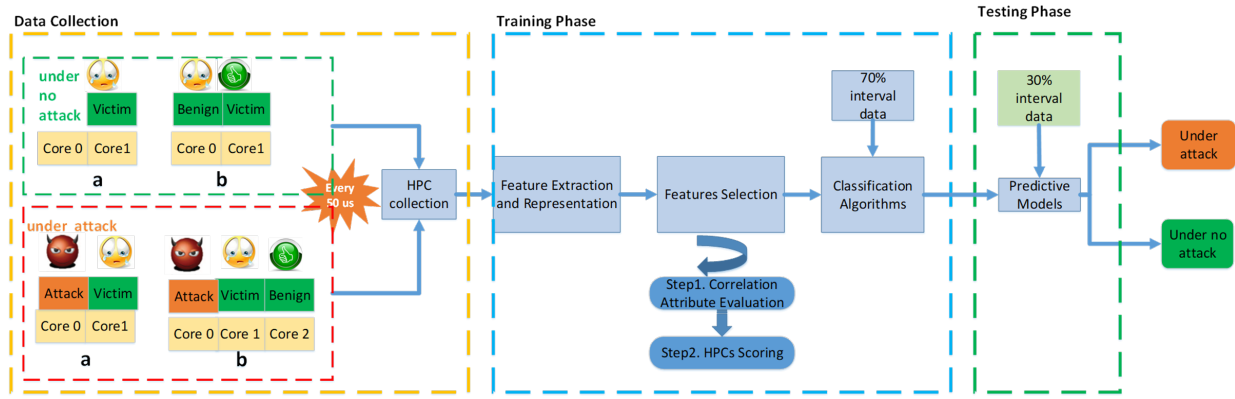 Data Collection
under
no
attack
Victim
Core 0
Core1
a
Benign
Victim
Core 0
Core1
b
under attack
Attack
Victim
Core 0
Core1
a
Attack
Victim
Benign
Core 0
Core 1
Core 2
b
Every
50 us
HPC
collection
Training Phase
Feature Extraction
and Representation
Features Selection
Step1. Correlation
Attribute Evaluation
Step2. HPCs Scoring
70%
interval
data
Classification
Algorithms
Testing Phase
30%
interval
data
Predictive
Models
Under
attack
Under no
attack